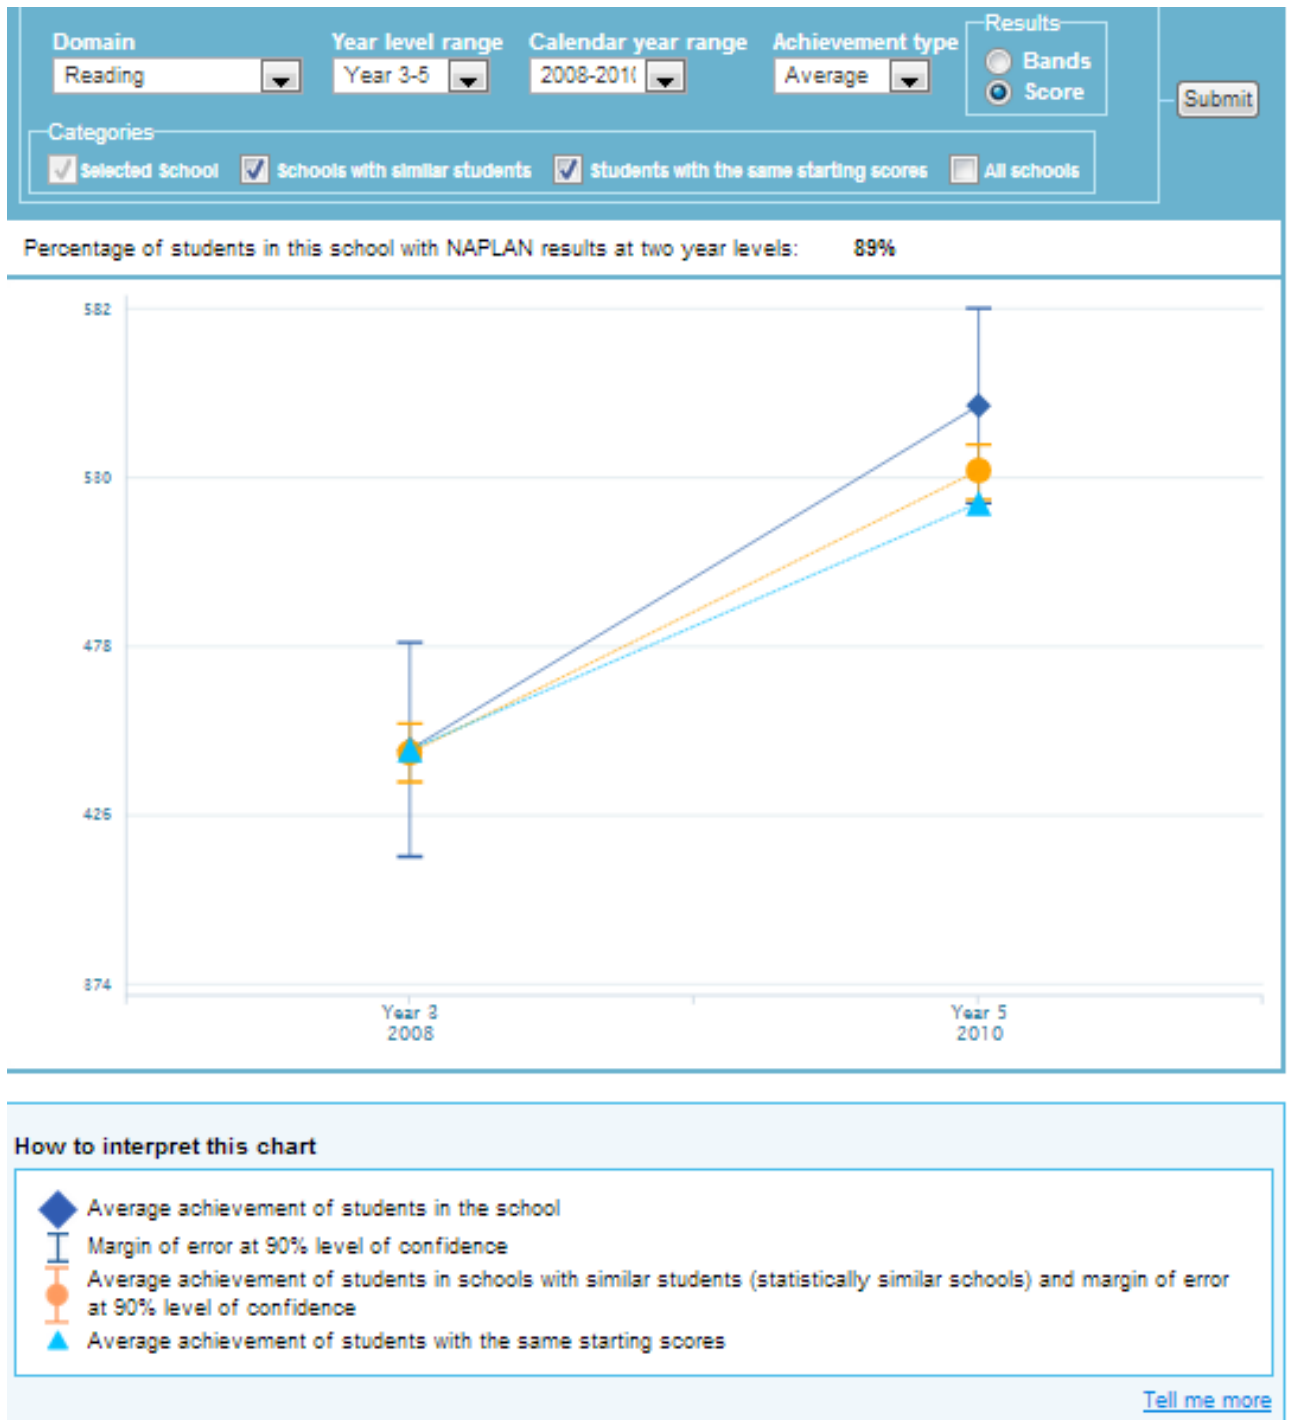 Results
Domain
Year level range
Calendar year range
Achievement type
Reading
Year 3-5
2008-2010
Average
Bands
Score
Submit
Categories
Selected School
Schools with similar students
Students with the same starting scores
All schools
Percentage of students in this school with NAPLAN results at two year levels: 89%
582
530
478
426
374
Year 3
2008
Year 5
2010
How to interpret this chart
Average achievement of students in the school
Margin of error at 90% level of confidence
Average achievement of students in schools with similar students (statistically similar schools) and margin of error
at 90% level of confidence
Average achievement of students with the same starting scores
Tell me more